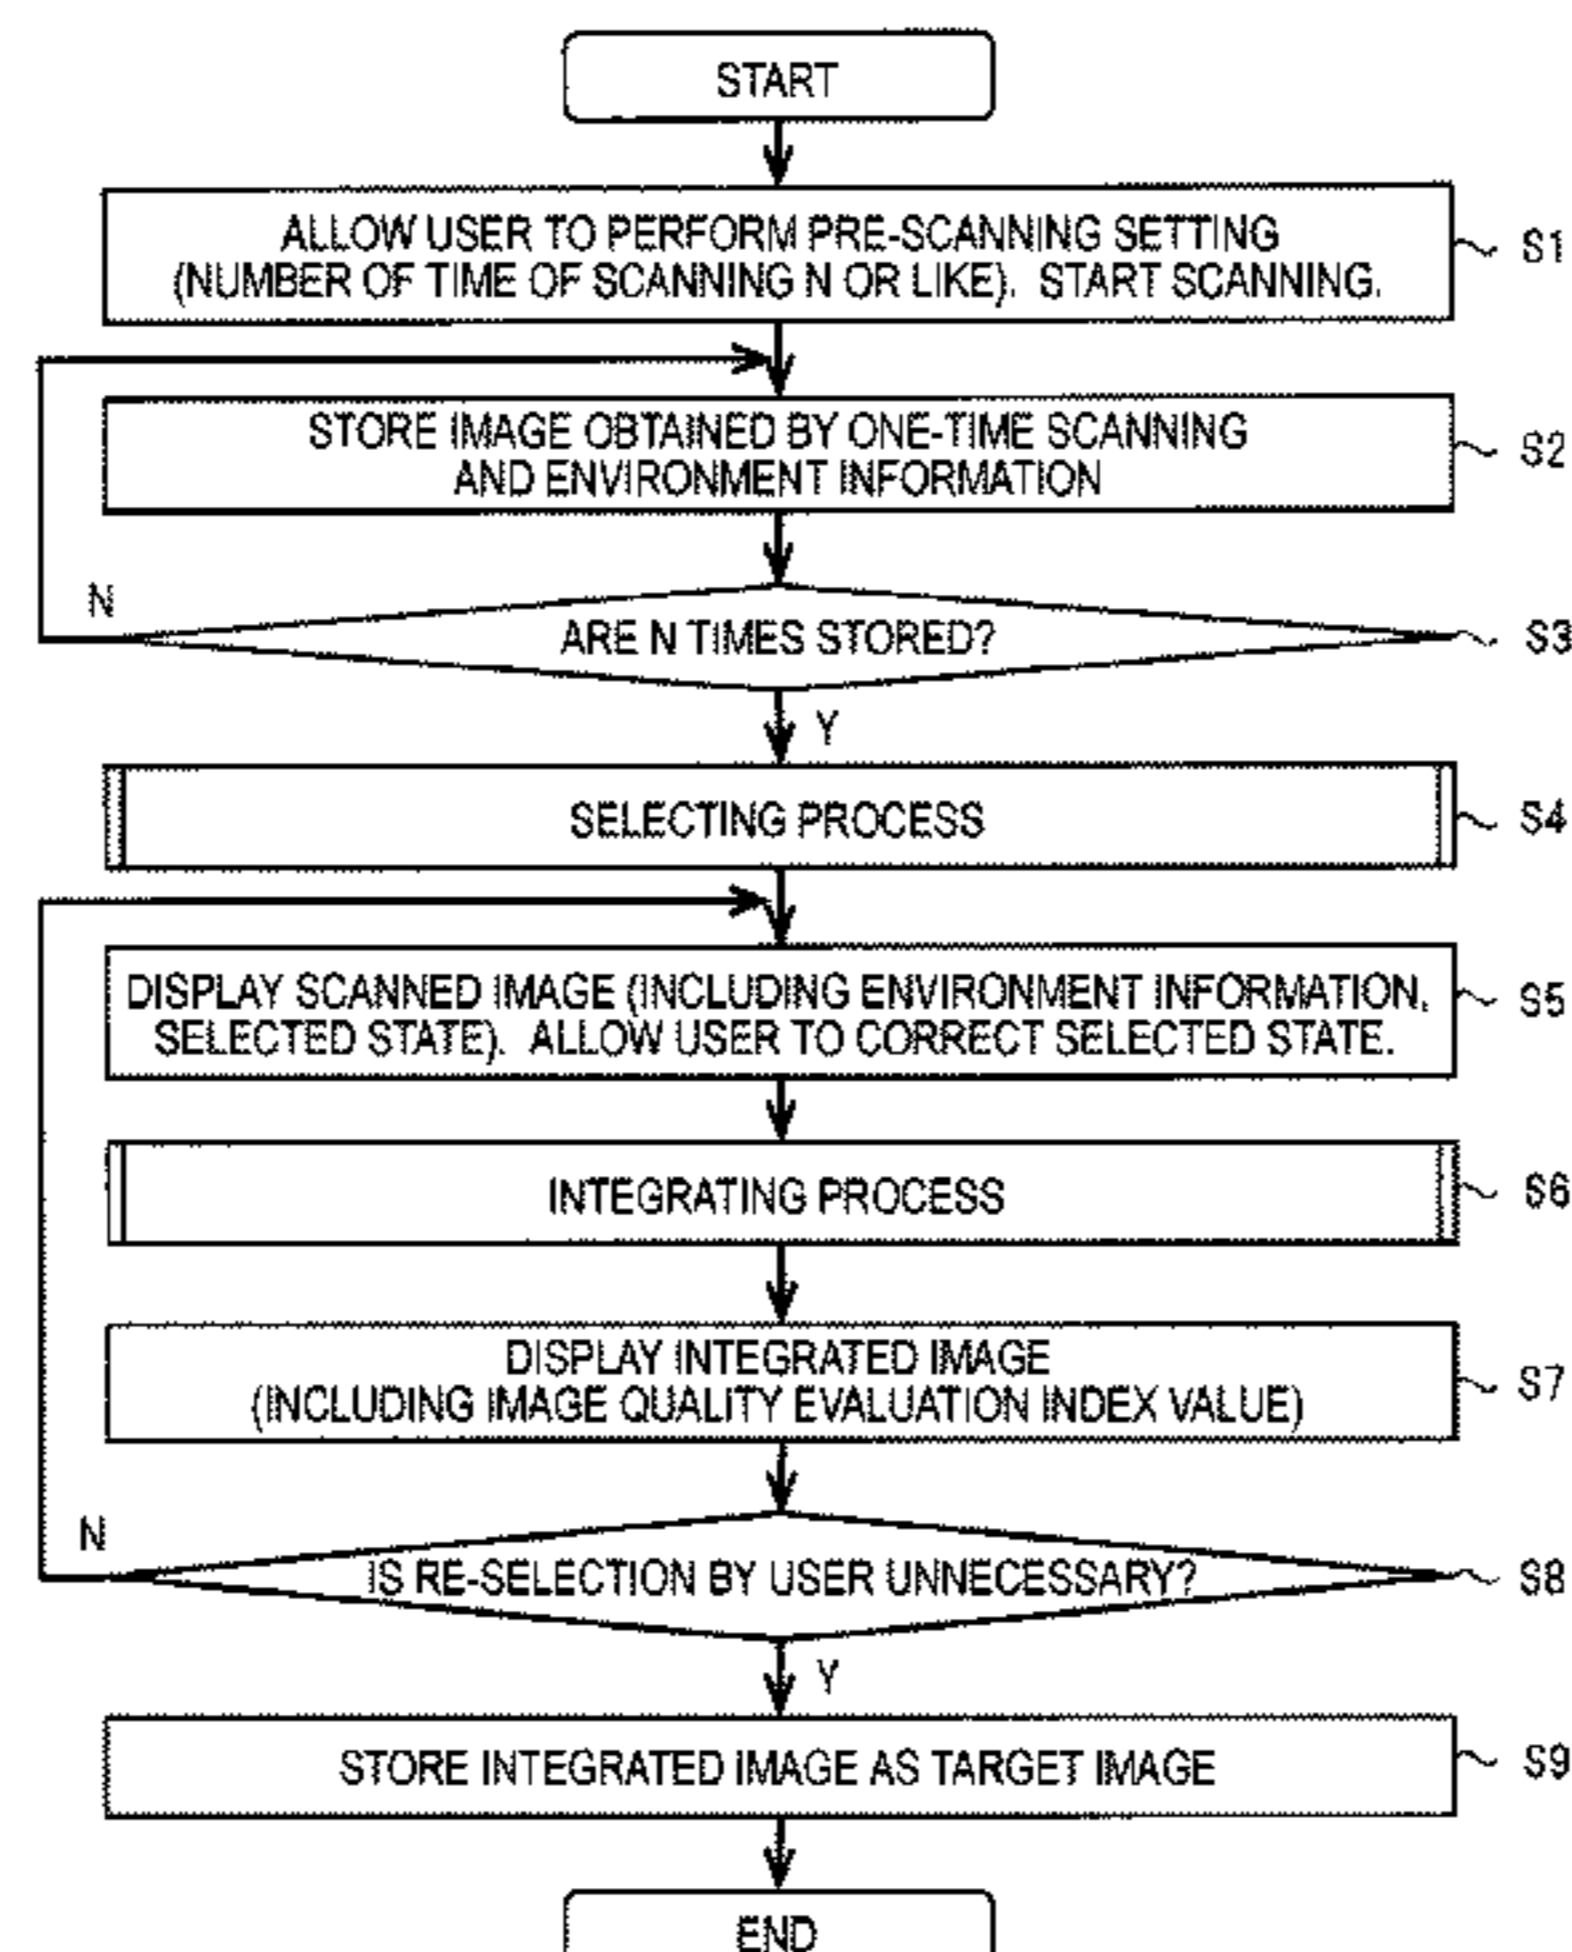 START
ALLOW USER TO PERFORM PRE-SCANNING SETTING
(NUMBER OF TIME OF SCANNING N OR LIKE). START SCANNING.
S1
STORE IMAGE OBTAINED BY ONE-TIME SCANNING
AND ENVIRONMENT INFORMATION
S2
N
ARE N TIMES STORED?
S3
Y
SELECTING PROCESS
S4
DISPLAY SCANNED IMAGE (INCLUDING ENVIRONMENT INFORMATION,
SELECTED STATE). ALLOW USER TO CORRECT SELECTED STATE.
S5
INTEGRATING PROCESS
S6
DISPLAY INTEGRATED IMAGE
(INCLUDING IMAGE QUALITY EVALUATION INDEX VALUE)
S7
N
IS RE-SELECTION BY USER UNNECESSARY?
S8
Y
STORE INTEGRATED IMAGE AS TARGET IMAGE
S9
END